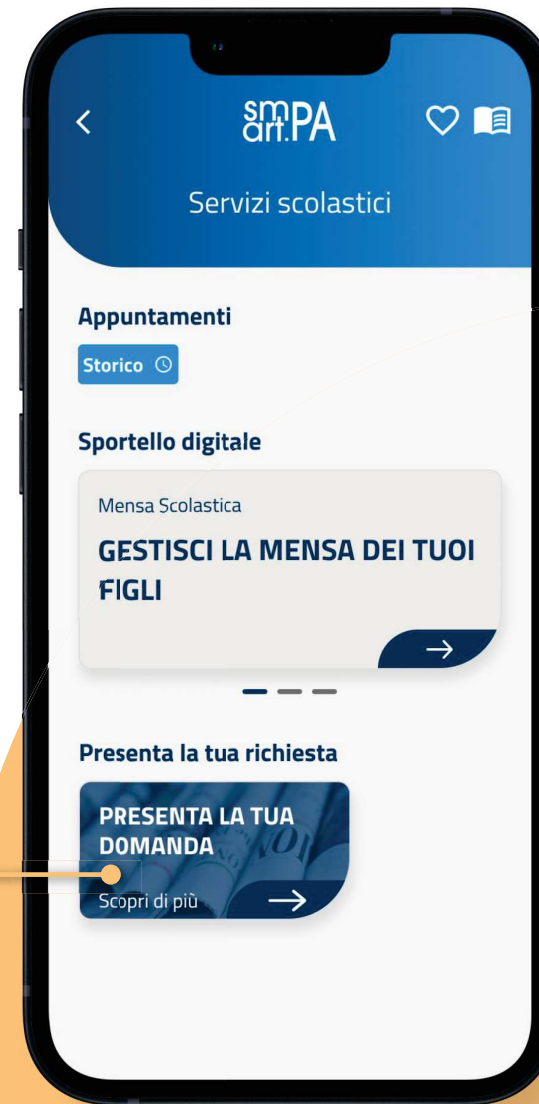 smart.PA
Servizi scolastici
Appuntamenti
Storico
Sportello digitale
Mensa Scolastica
GESTISCI LA MENSA DEI TUOI
FIGLI
Presenta la tua richiesta
PRESENTA LA TUA
DOMANDA
Scopri di più